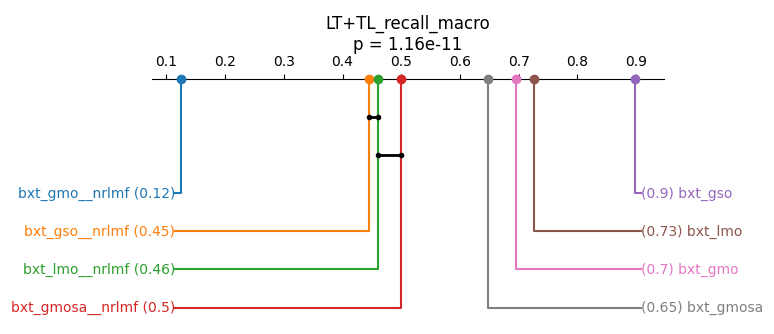 LT+TL_recall_macro
p = 1.16e-11
0.1 0.2 0.3 0.4 0.5 0.6 0.7 0.8 0.9
bxt_gmo__nrlmf (0.12) (0.9) bxt_gso
bxt_gso__nrlmf (0.45) (0.73) bxt_lmo
bxt_lmo__nrlmf (0.46) (0.7) bxt_gmo
bxt_gmosa__nrlmf (0.5) (0.65) bxt_gmosa